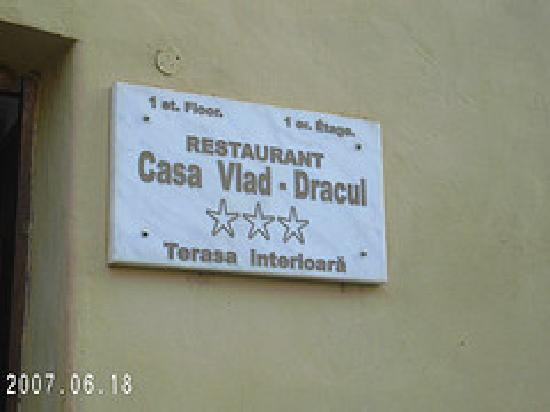 1 st. Floor.
1 er. Étage.
RESTAURANT
Casa Vlad - Dracul
Terasa interioară
2007.06.18